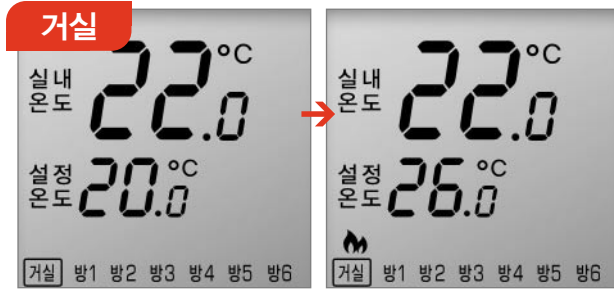 거실
실내온도 22.0°C
설정온도 20.0°C
거실 방1 방2 방3 방4 방5 방6
실내온도 22.0°C
설정온도 26.0°C
거실 방1 방2 방3 방4 방5 방6